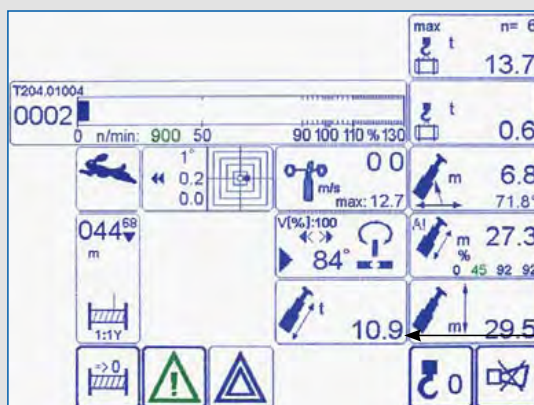 max n= 6
t
13.7
T204.01004
0002
0 n/min: 900 50 90 100 110 % 130
t
0.6
1°
0.2
0.0
0 0
m/s
max: 12.7
m 6.8
71.8°
044 68
m
1:1Y
V[%]:100
84°
A!
m 27.3
%
0 45 92 92
t
10.9
m 29.5
=> 0
!
0